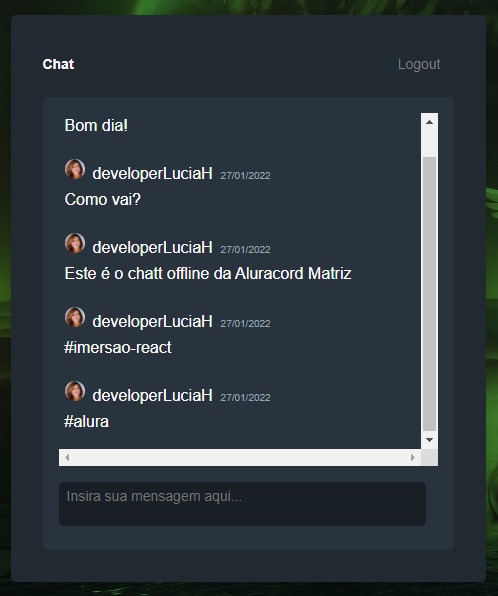 Chat
Logout
Bom dia!
developerLuciaH 27/01/2022
Como vai?
developerLuciaH 27/01/2022
Este é o chatt offline da Aluracord Matriz
developerLuciaH 27/01/2022
#imersao-react
developerLuciaH 27/01/2022
#alura
Insira sua mensagem aqui...